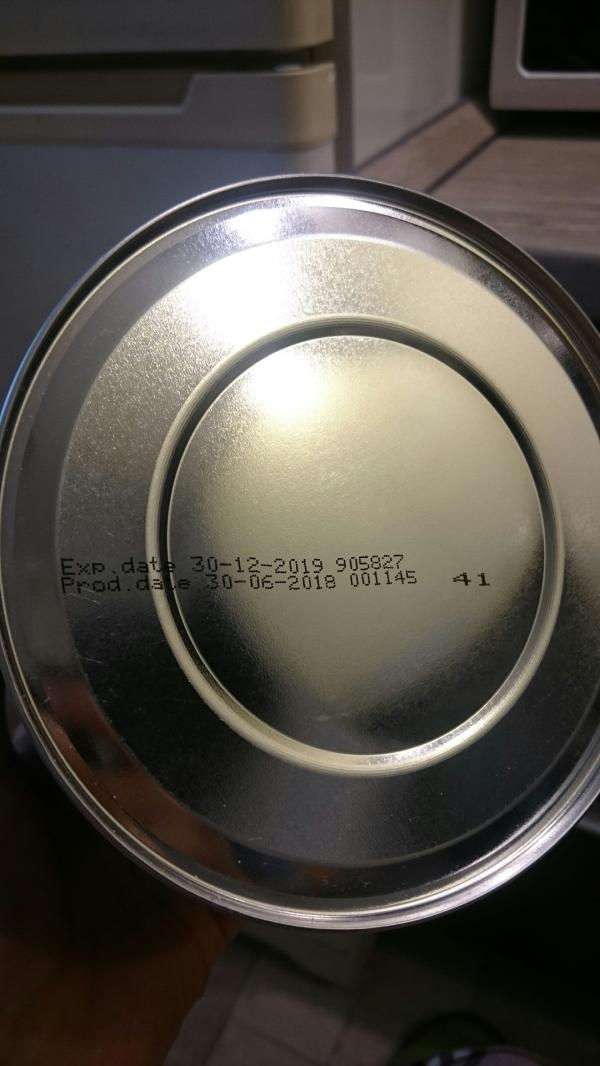 Exp.date 30-12-2019 905827
Prod.date 30-06-2018 001145 41